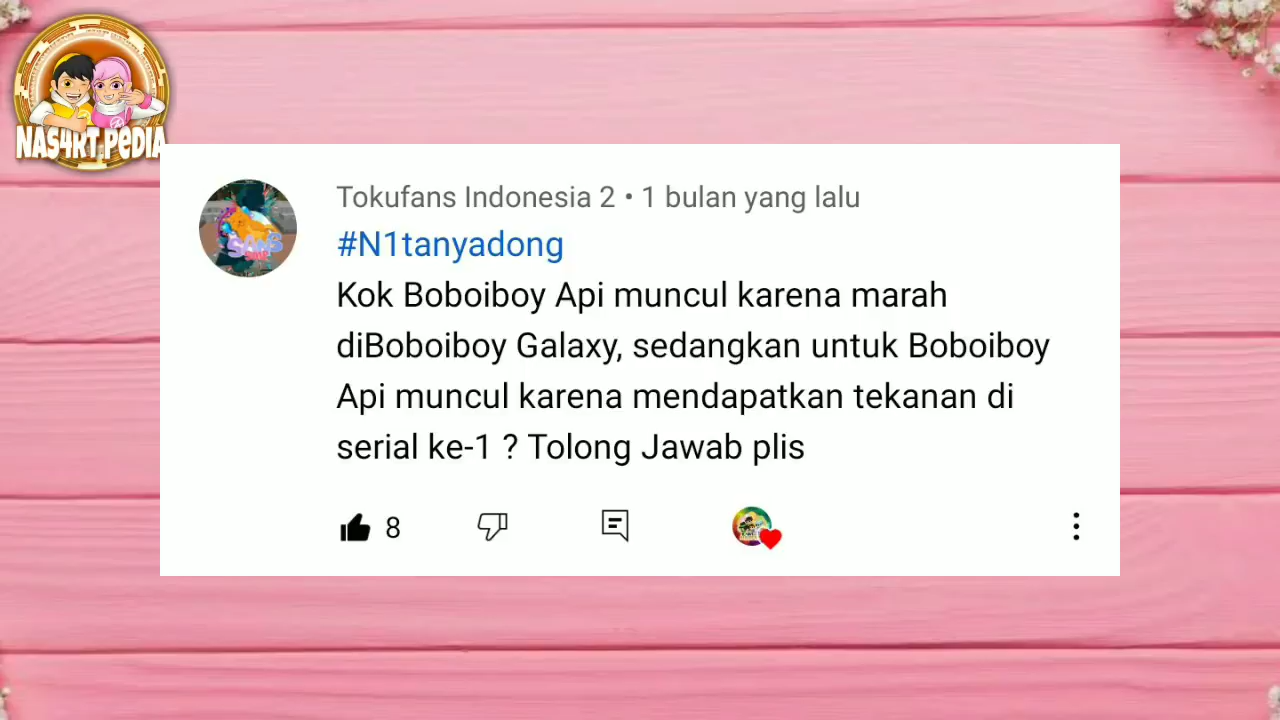 NAS4RT.PEDIA
Tokufans Indonesia 2 • 1 bulan yang lalu
#N1tanyadong
Kok Boboiboy Api muncul karena marah
diBoboiboy Galaxy, sedangkan untuk Boboiboy
Api muncul karena mendapatkan tekanan di
serial ke-1 ? Tolong Jawab plis
8